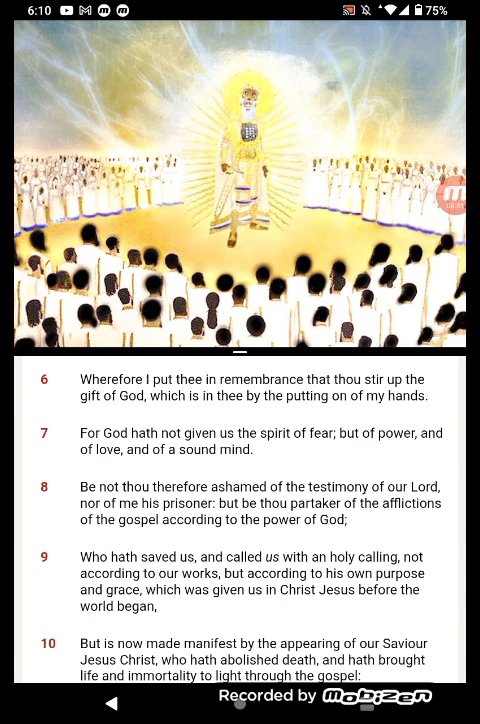 6:10
75%
6 Wherefore I put thee in remembrance that thou stir up the
gift of God, which is in thee by the putting on of my hands.
7 For God hath not given us the spirit of fear; but of power, and
of love, and of a sound mind.
8 Be not thou therefore ashamed of the testimony of our Lord,
nor of me his prisoner: but be thou partaker of the afflictions
of the gospel according to the power of God;
9 Who hath saved us, and called us with an holy calling, not
according to our works, but according to his own purpose
and grace, which was given us in Christ Jesus before the
world began,
10 But is now made manifest by the appearing of our Saviour
Jesus Christ, who hath abolished death, and hath brought
life and immortality to light through the gospel:
Recorded by Mobizen